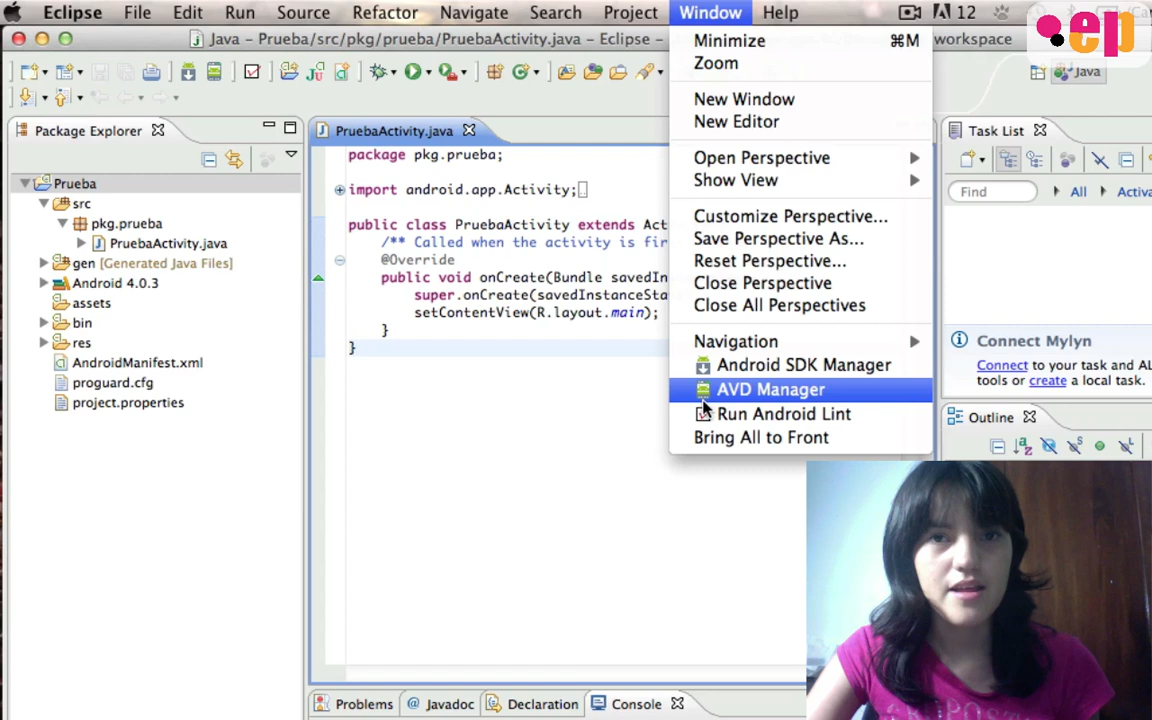 Eclipse File Edit Run Source Refactor Navigate Search Project Window Help 12
ep
Java – Prueba/src/pkg/prueba/PruebaActivity.java – Eclipse –
workspace
Java
Minimize ⌘M
Zoom
New Window
New Editor
Open Perspective
Show View
Customize Perspective...
Save Perspective As...
Reset Perspective...
Close Perspective
Close All Perspectives
Navigation
Android SDK Manager
AVD Manager
Run Android Lint
Bring All to Front
Package Explorer
Prueba
src
pkg.prueba
PruebaActivity.java
gen [Generated Java Files]
Android 4.0.3
assets
bin
res
AndroidManifest.xml
proguard.cfg
project.properties
PruebaActivity.java
package pkg.prueba;
import android.app.Activity;
public class PruebaActivity extends Act
/** Called when the activity is fir
@Override
public void onCreate(Bundle savedIns
super.onCreate(savedInstanceSta
setContentView(R.layout.main);
}
}
Task List
Find All Activa
Connect Mylyn
Connect to your task and AL
tools or create a local task.
Outline
Problems @ Javadoc Declaration Console